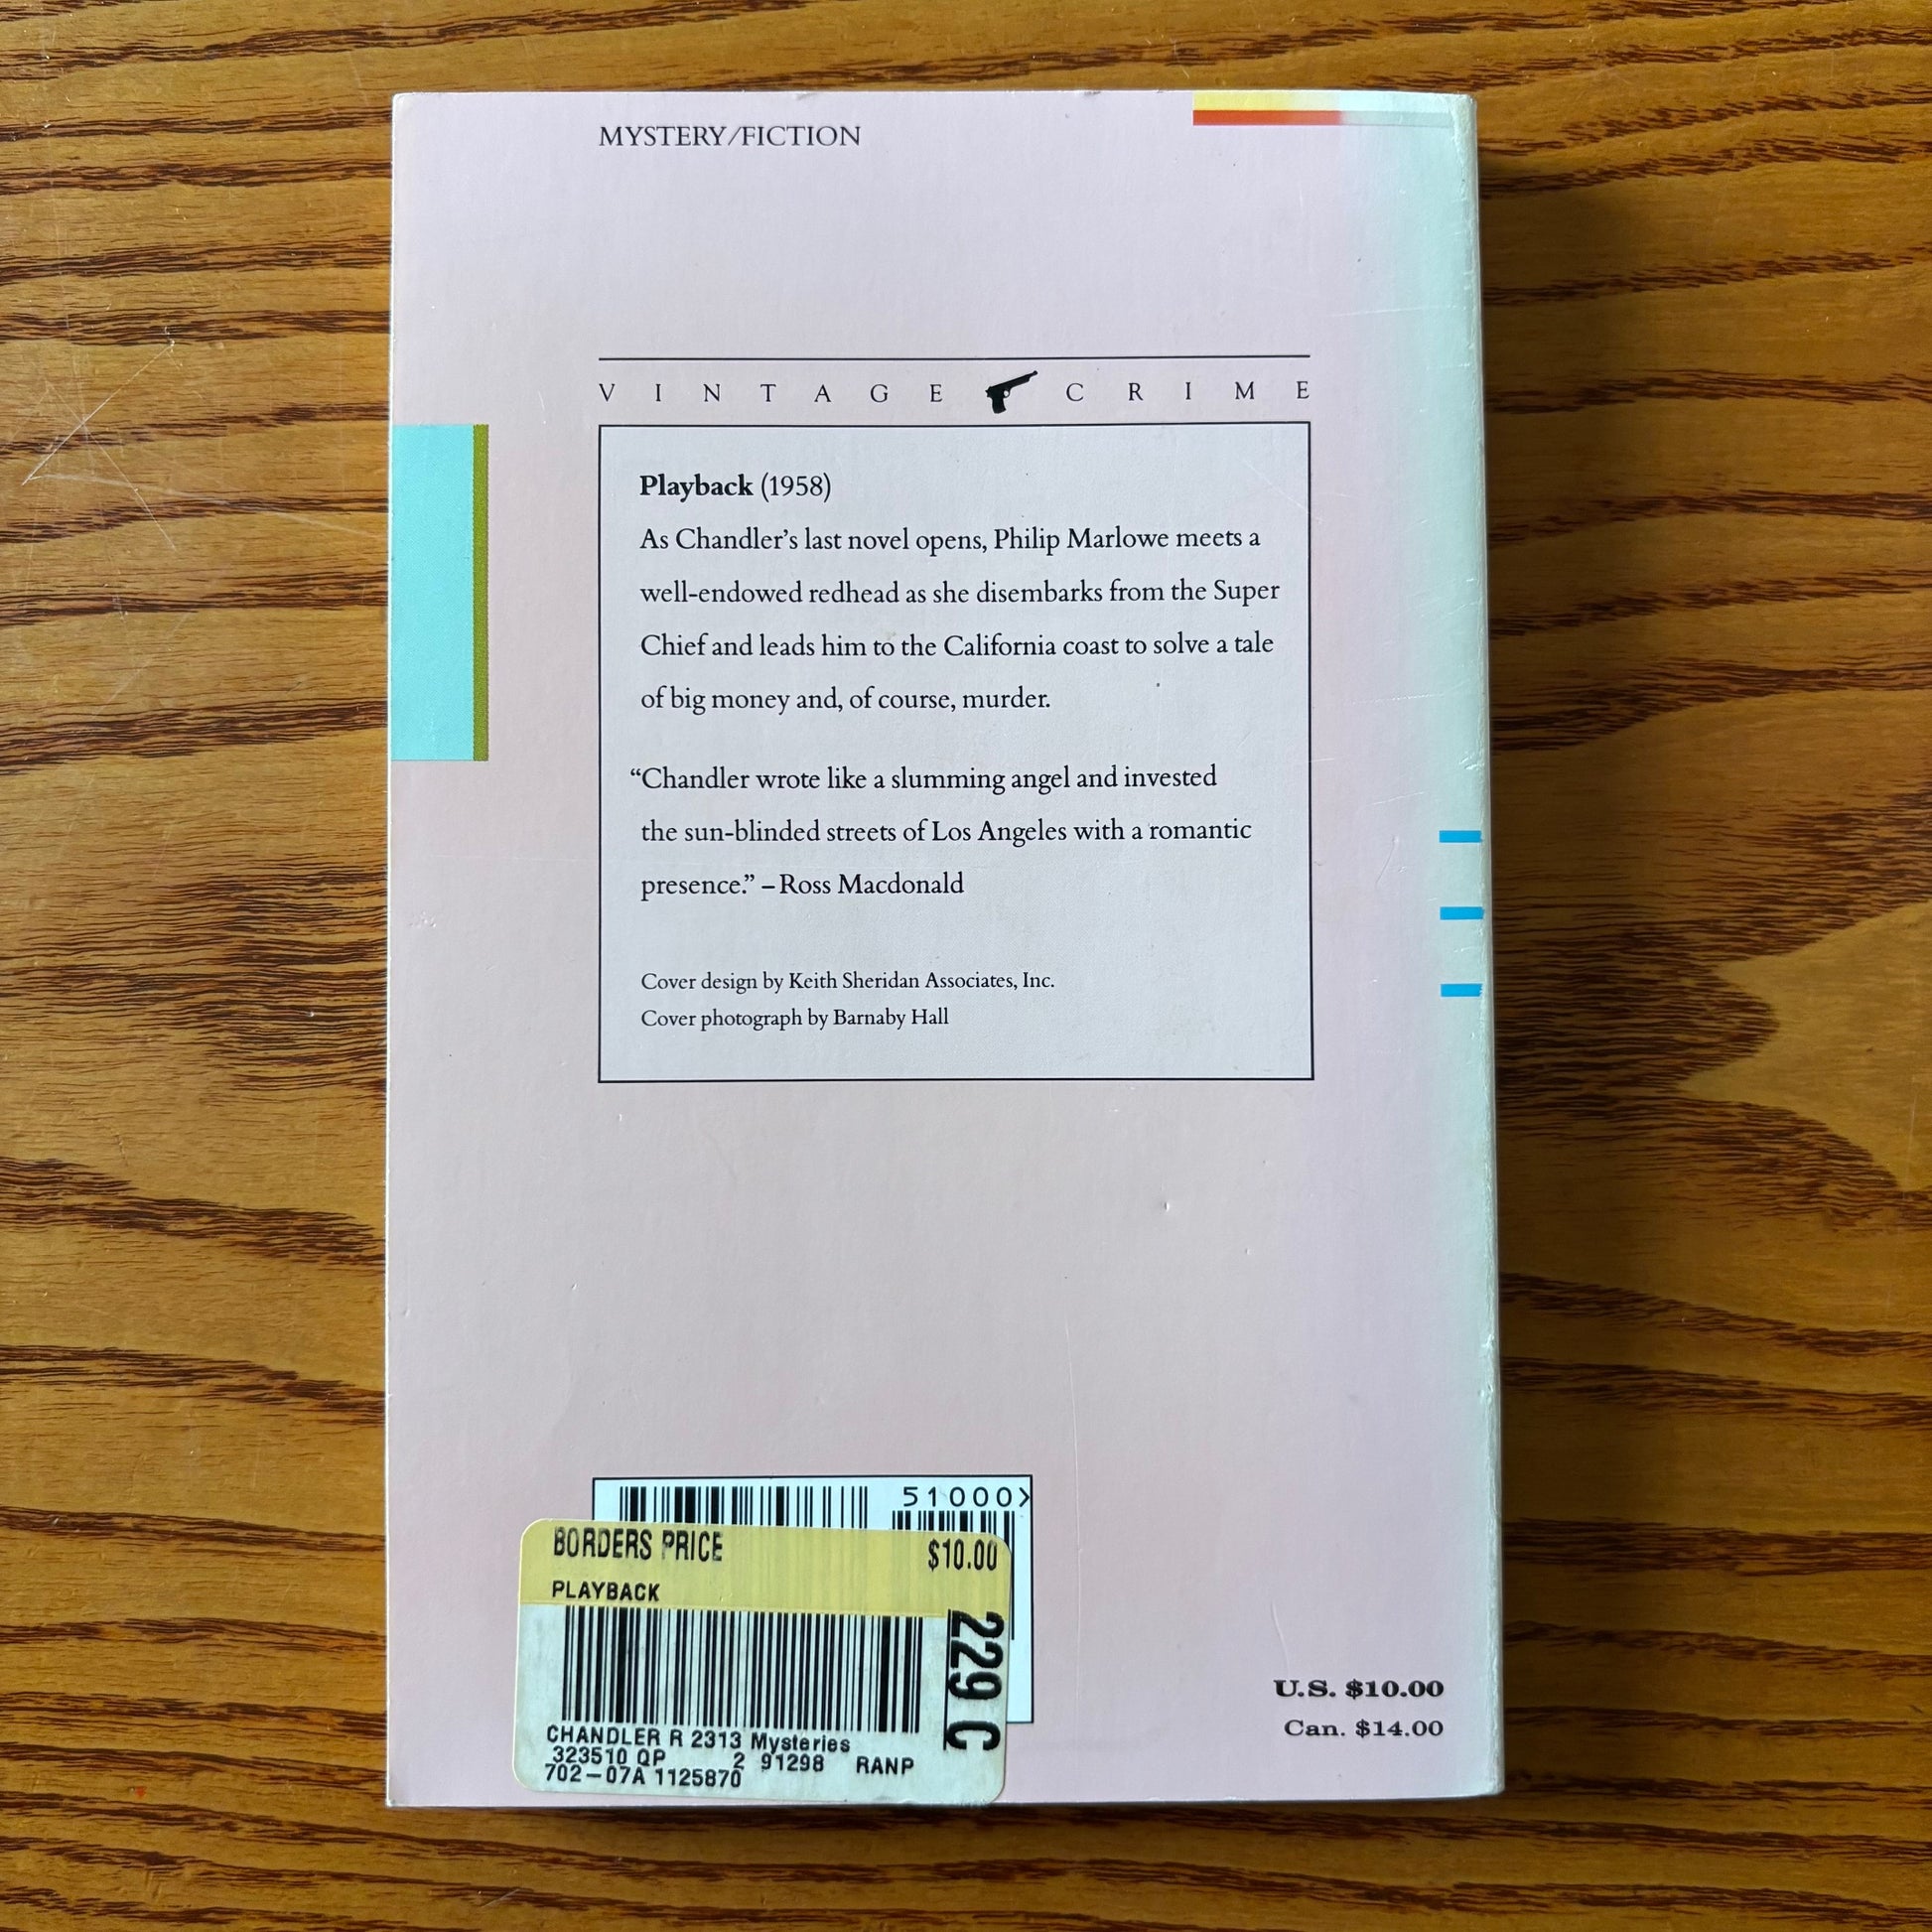 MYSTERY/FICTION
VINTAGE CRIME
Playback (1958)
As Chandler’s last novel opens, Philip Marlowe meets a
well-endowed redhead as she disembarks from the Super
Chief and leads him to the California coast to solve a tale
of big money and, of course, murder.
“Chandler wrote like a slumming angel and invested
the sun-blinded streets of Los Angeles with a romantic
presence.” – Ross Macdonald
Cover design by Keith Sheridan Associates, Inc.
Cover photograph by Barnaby Hall
51000>
BORDERS PRICE $10.00
PLAYBACK
229 C
CHANDLER R 2313 Mysteries
323510 QP 2 91298 RANP
702-07A 1125870
U.S. $10.00
Can. $14.00